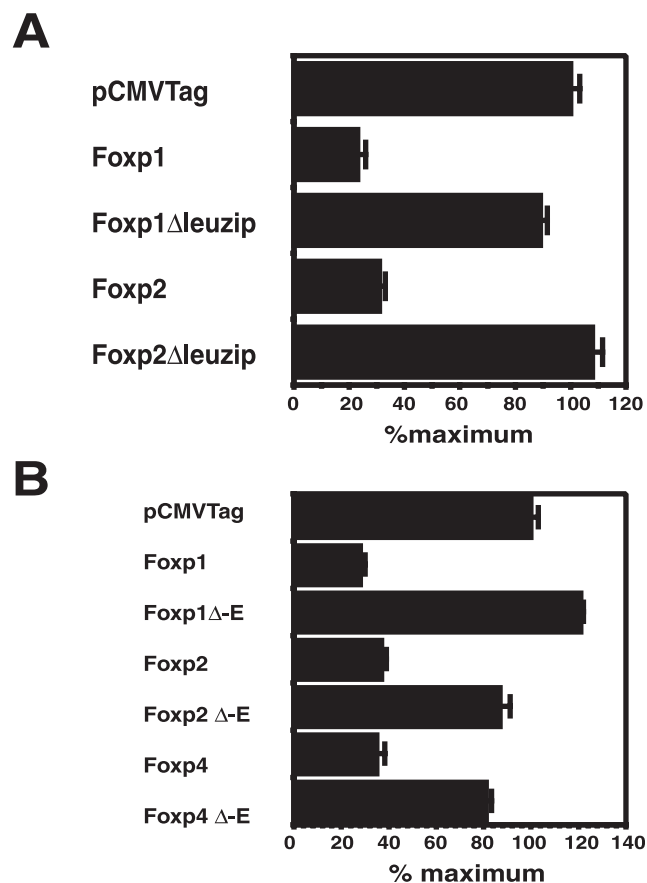 A
pCMVTag
Foxp1
Foxp1Δleuzip
Foxp2
Foxp2Δleuzip
0 20 40 60 80 100 120
%maximum
B
pCMVTag
Foxp1
Foxp1Δ-E
Foxp2
Foxp2 Δ-E
Foxp4
Foxp4 Δ-E
0 20 40 60 80 100 120 140
% maximum